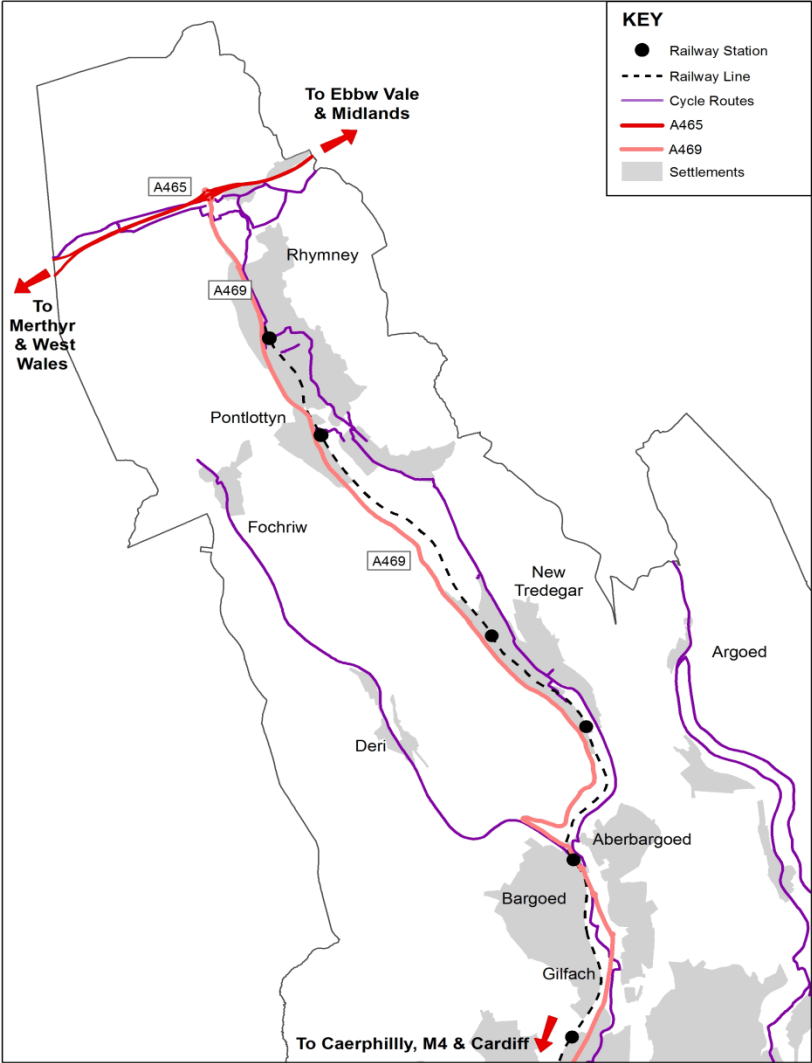 KEY
Railway Station
Railway Line
Cycle Routes
A465
A469
Settlements
To Ebbw Vale
& Midlands
A465
Rhymney
A469
To
Merthyr
& West
Wales
Pontlottyn
Fochriw
A469
New
Tredegar
Argoed
Deri
Aberbargoed
Bargoed
Gilfach
To Caerphillly, M4 & Cardiff